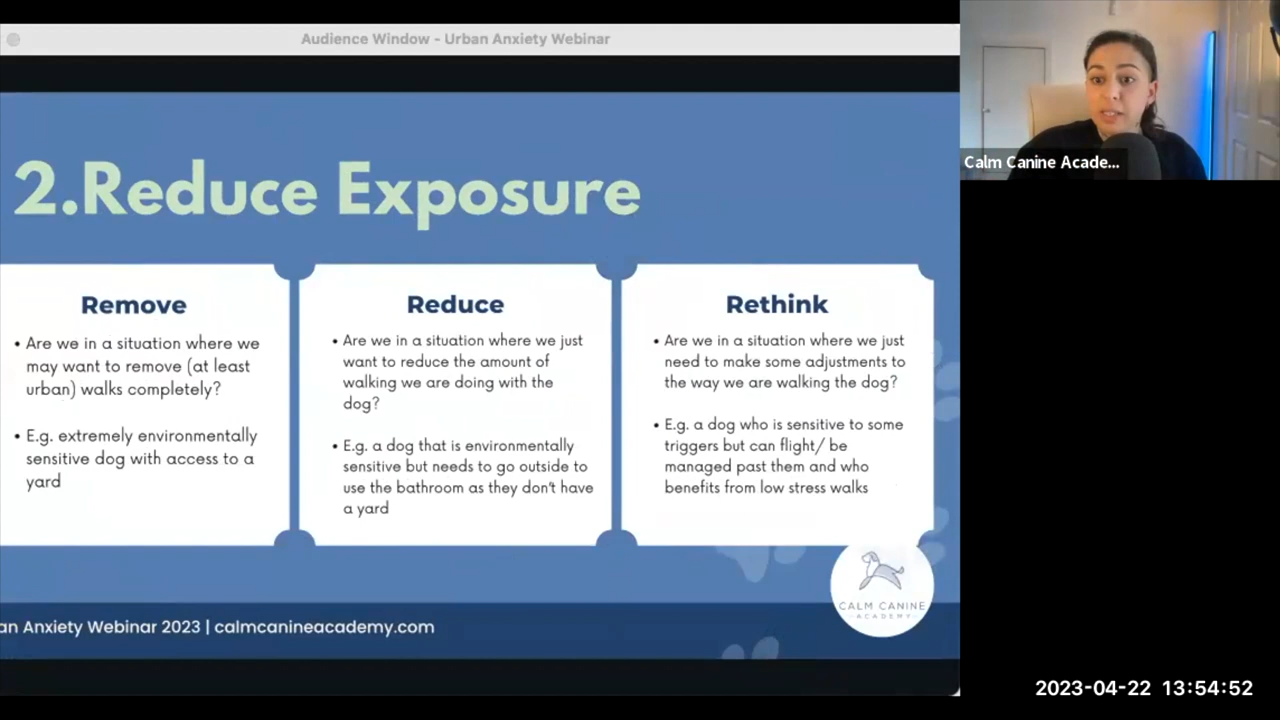 Audience Window - Urban Anxiety Webinar
2.Reduce Exposure
Remove
• Are we in a situation where we
may want to remove (at least
urban) walks completely?
• E.g. extremely environmentally
sensitive dog with access to a
yard
Reduce
• Are we in a situation where we just
want to reduce the amount of
walking we are doing with the
dog?
• E.g. a dog that is environmentally
sensitive but needs to go outside to
use the bathroom as they don't have
a yard
Rethink
• Are we in a situation where we just
need to make some adjustments to
the way we are walking the dog?
• E.g. a dog who is sensitive to some
triggers but can flight/ be
managed past them and who
benefits from low stress walks
CALM CANINE
ACADEMY
an Anxiety Webinar 2023 | calmcanineacademy.com
Calm Canine Acade...
2023-04-22 13:54:52